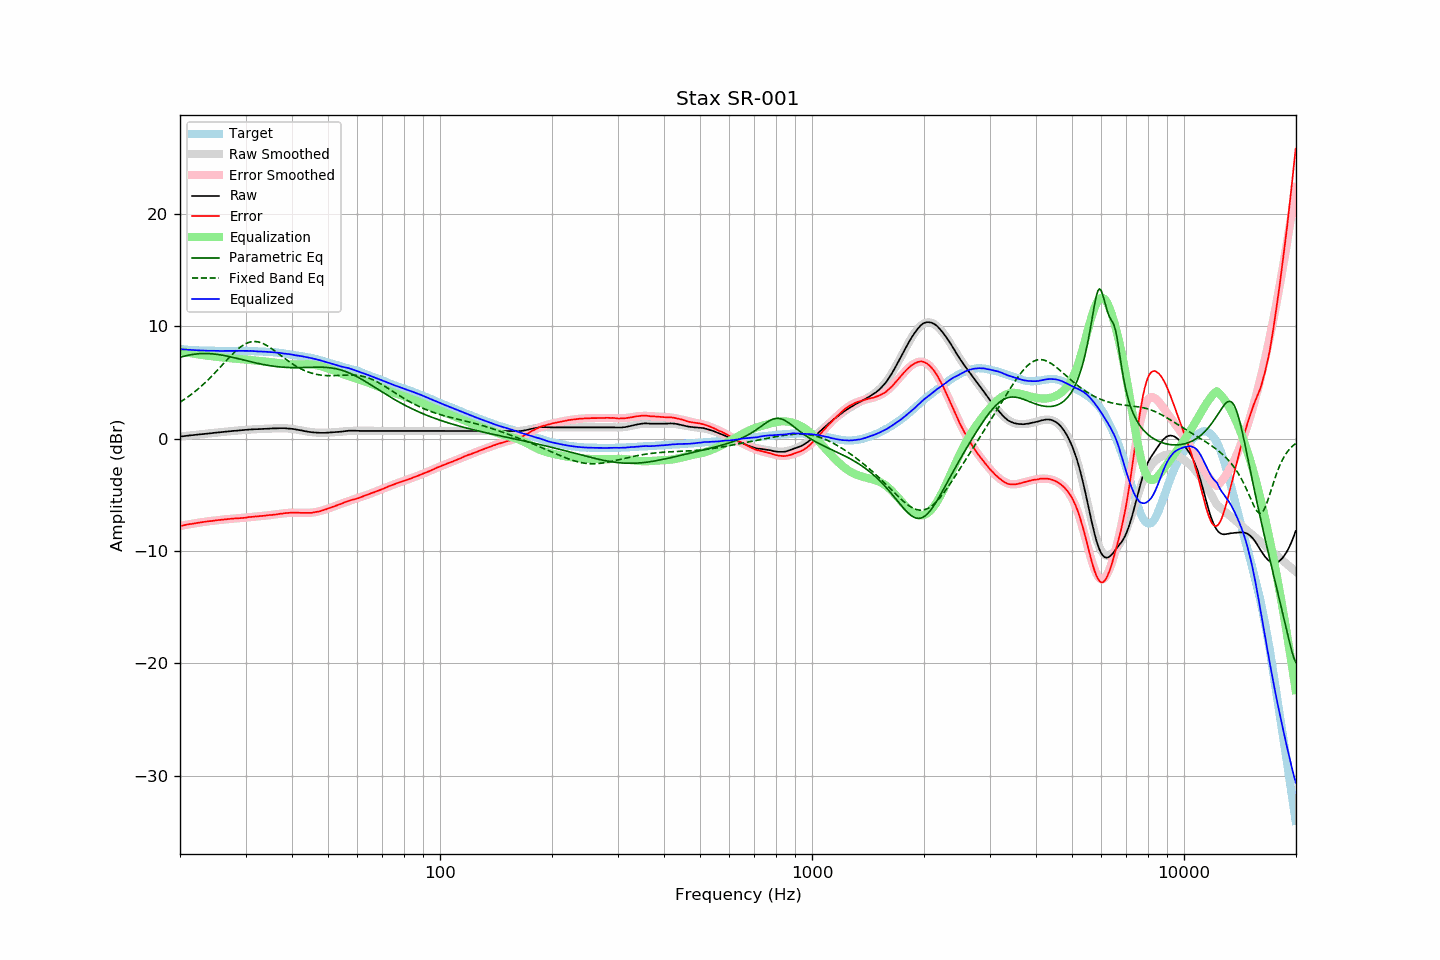 Stax SR-001
Target
Raw Smoothed
Error Smoothed
Raw
Error
Equalization
Parametric Eq
Fixed Band Eq
Equalized
20
10
0
−10
−20
−30
Amplitude (dBr)
100
1000
10000
Frequency (Hz)